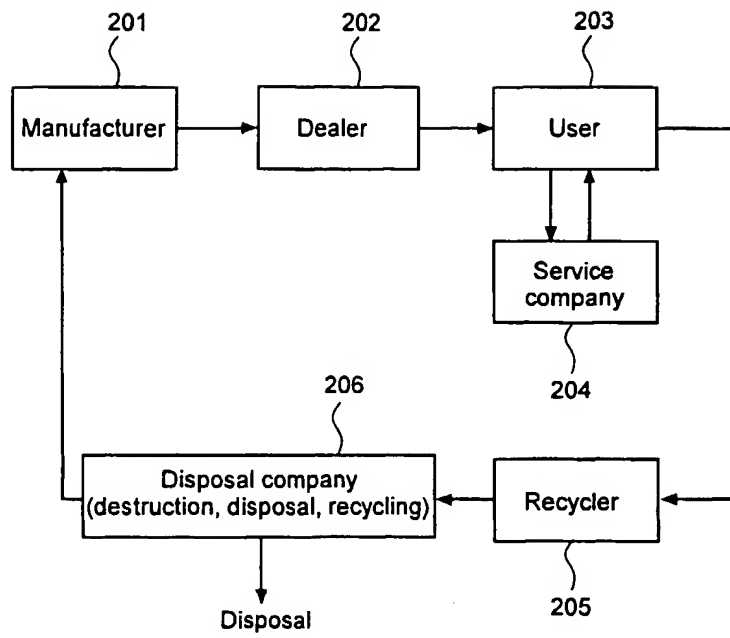 201
202
203
Manufacturer
Dealer
User
Service
company
204
206
Disposal company
(destruction, disposal, recycling)
Recycler
205
Disposal